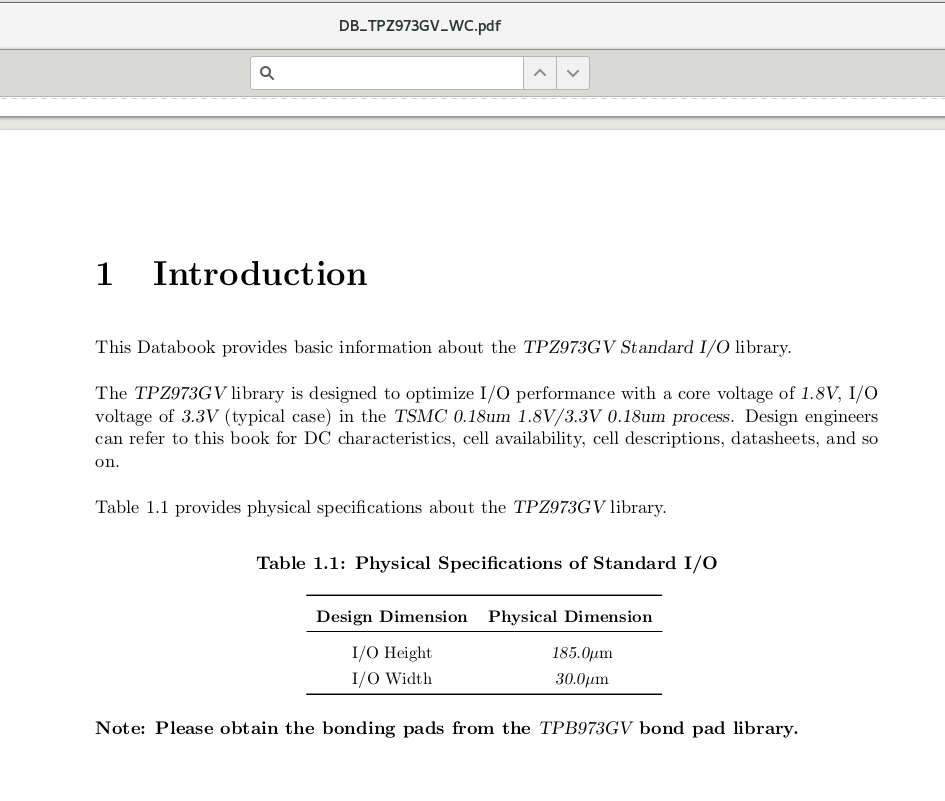 DB_TPZ973GV_WC.pdf
1 Introduction
This Databook provides basic information about the TPZ973GV Standard I/O library.
The TPZ973GV library is designed to optimize I/O performance with a core voltage of 1.8V, I/O
voltage of 3.3V (typical case) in the TSMC 0.18um 1.8V/3.3V 0.18um process. Design engineers
can refer to this book for DC characteristics, cell availability, cell descriptions, datasheets, and so
on.
Table 1.1 provides physical specifications about the TPZ973GV library.
Table 1.1: Physical Specifications of Standard I/O
Design Dimension Physical Dimension
I/O Height 185.0μm
I/O Width 30.0μm
Note: Please obtain the bonding pads from the TPB973GV bond pad library.